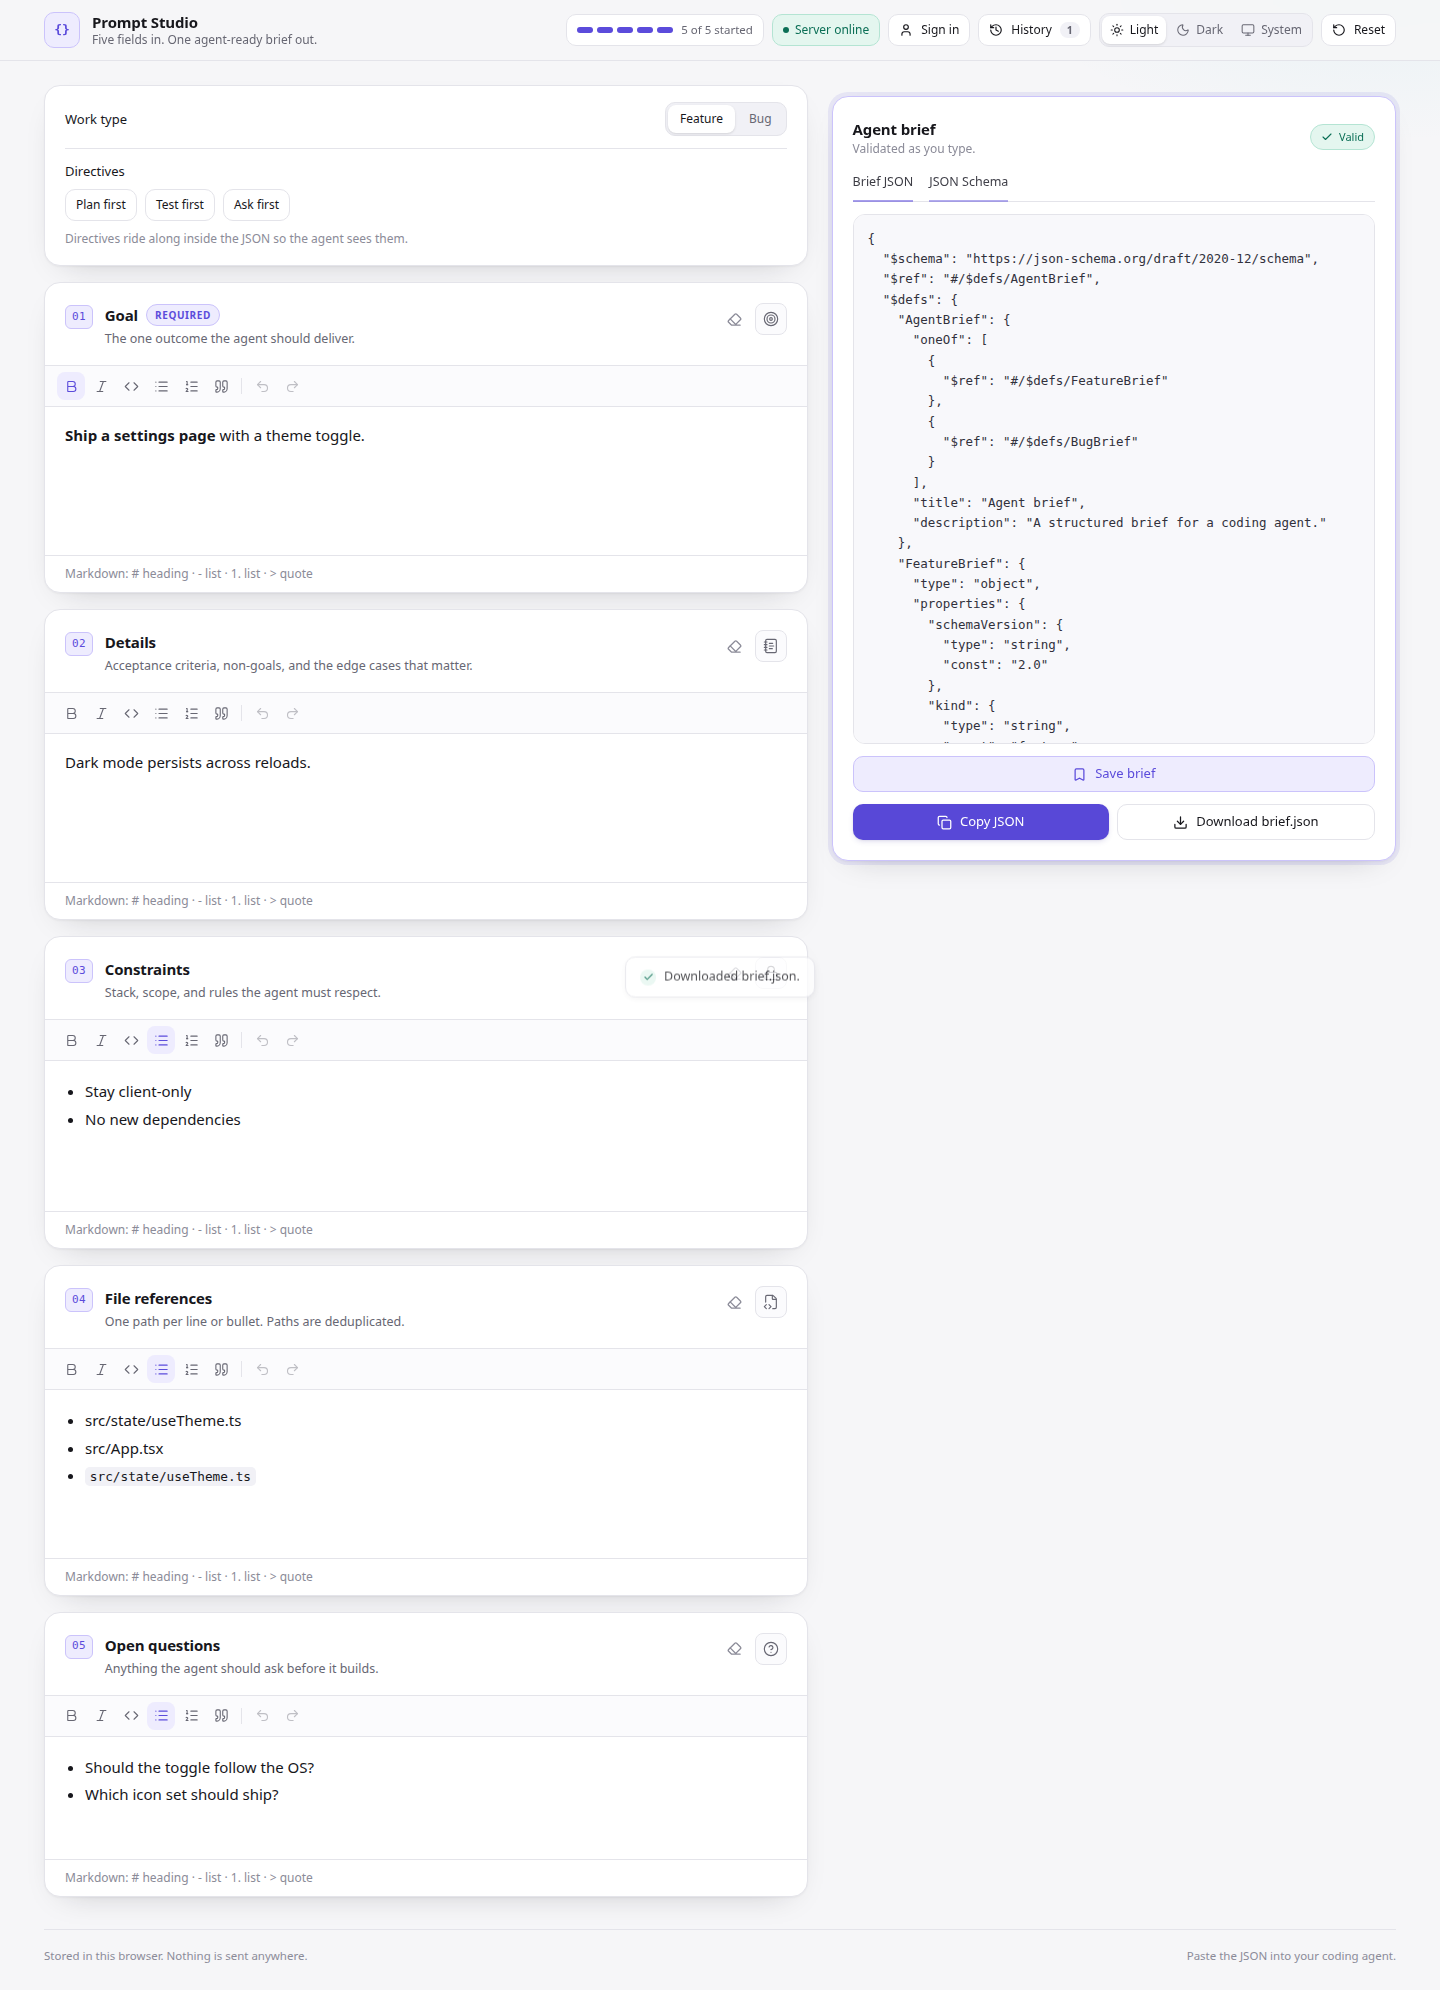 {} Prompt Studio
Five fields in. One agent-ready brief out.
5 of 5 started
Server online
Sign in
History 1
Light
Dark
System
Reset
Work type
Feature
Bug
Directives
Plan first
Test first
Ask first
Directives ride along inside the JSON so the agent sees them.
01 Goal REQUIRED
The one outcome the agent should deliver.
Ship a settings page with a theme toggle.
Markdown: # heading · - list · 1. list · > quote
02 Details
Acceptance criteria, non-goals, and the edge cases that matter.
Dark mode persists across reloads.
Markdown: # heading · - list · 1. list · > quote
03 Constraints
Stack, scope, and rules the agent must respect.
Downloaded brief.json.
• Stay client-only
• No new dependencies
Markdown: # heading · - list · 1. list · > quote
04 File references
One path per line or bullet. Paths are deduplicated.
• src/state/useTheme.ts
• src/App.tsx
• src/state/useTheme.ts
Markdown: # heading · - list · 1. list · > quote
05 Open questions
Anything the agent should ask before it builds.
• Should the toggle follow the OS?
• Which icon set should ship?
Markdown: # heading · - list · 1. list · > quote
Agent brief
Validated as you type.
Valid
Brief JSON
JSON Schema
{
  "$schema": "https://json-schema.org/draft/2020-12/schema",
  "$ref": "#/$defs/AgentBrief",
  "$defs": {
    "AgentBrief": {
      "oneOf": [
        {
          "$ref": "#/$defs/FeatureBrief"
        },
        {
          "$ref": "#/$defs/BugBrief"
        }
      ],
      "title": "Agent brief",
      "description": "A structured brief for a coding agent."
    },
    "FeatureBrief": {
      "type": "object",
      "properties": {
        "schemaVersion": {
          "type": "string",
          "const": "2.0"
        },
        "kind": {
          "type": "string",
Save brief
Copy JSON
Download brief.json
Stored in this browser. Nothing is sent anywhere.
Paste the JSON into your coding agent.